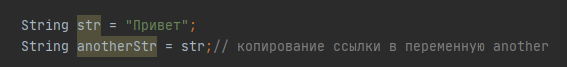 String str = "Привет";
String anotherStr = str;// копирование ссылки в переменную another